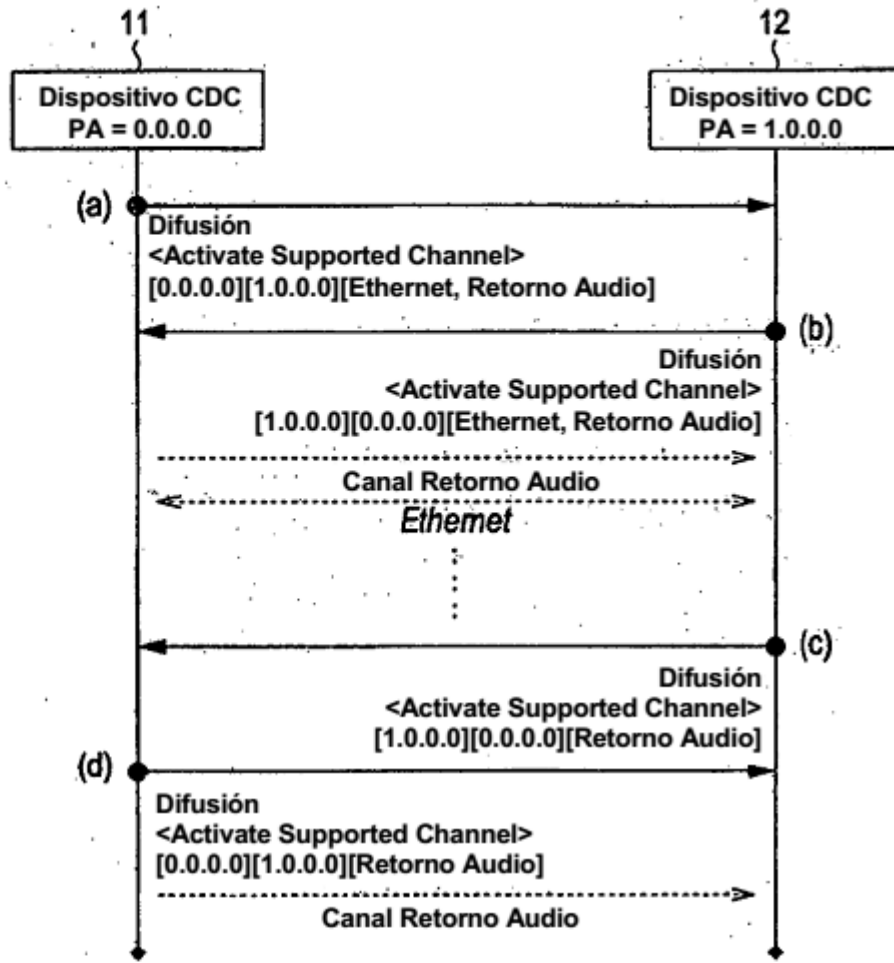 11
12
Dispositivo CDC
PA = 0.0.0.0
Dispositivo CDC
PA = 1.0.0.0
(a)
Difusión
<Activate Supported Channel>
[0.0.0.0][1.0.0.0][Ethernet, Retorno Audio]
(b)
Difusión
<Activate Supported Channel>
[1.0.0.0][0.0.0.0][Ethernet, Retorno Audio]
Canal Retorno Audio
Ethernet
(c)
Difusión
<Activate Supported Channel>
[1.0.0.0][0.0.0.0][Retorno Audio]
(d)
Difusión
<Activate Supported Channel>
[0.0.0.0][1.0.0.0][Retorno Audio]
Canal Retorno Audio